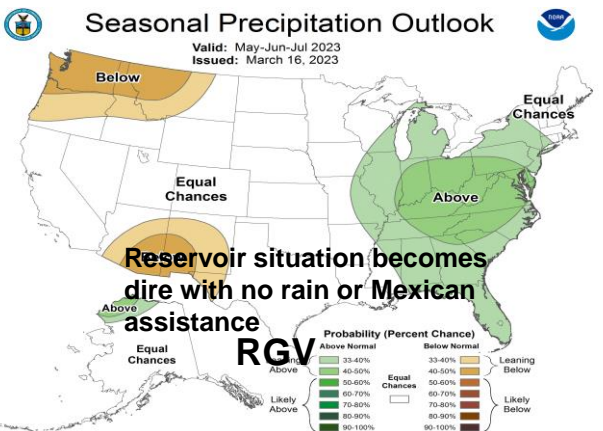 Seasonal Precipitation Outlook
NOAA
Valid: May-Jun-Jul 2023
Issued: March 16, 2023
Below
Equal
Chances
Equal
Chances
Above
Reservoir situation becomes
dire with no rain or Mexican
assistance
RGV
Above
Equal
Chances
Probability (Percent Chance)
Above Normal
Below Normal
Above
33-40%
40-50%
50-60%
60-70%
70-80%
80-90%
90-100%
Likely
Above
Equal
Chances
33-40%
40-50%
50-60%
60-70%
70-80%
80-90%
90-100%
Leaning
Below
Likely
Below